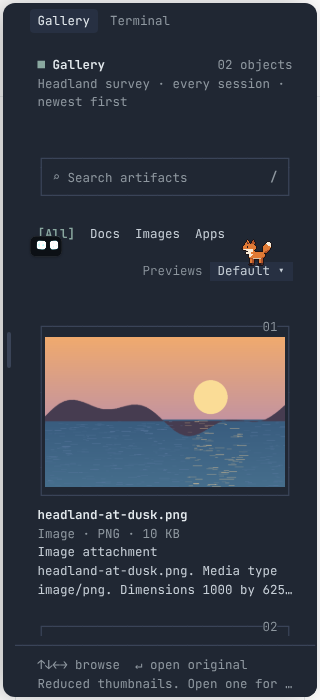 Gallery Terminal
Gallery 02 objects
Headland survey · every session ·
newest first
Search artifacts /
[All] Docs Images Apps
Previews Default ▾
01
headland-at-dusk.png
Image · PNG · 10 KB
Image attachment
headland-at-dusk.png. Media type
image/png. Dimensions 1000 by 625…
02
↑↓←→ browse ↵ open original
Reduced thumbnails. Open one for …